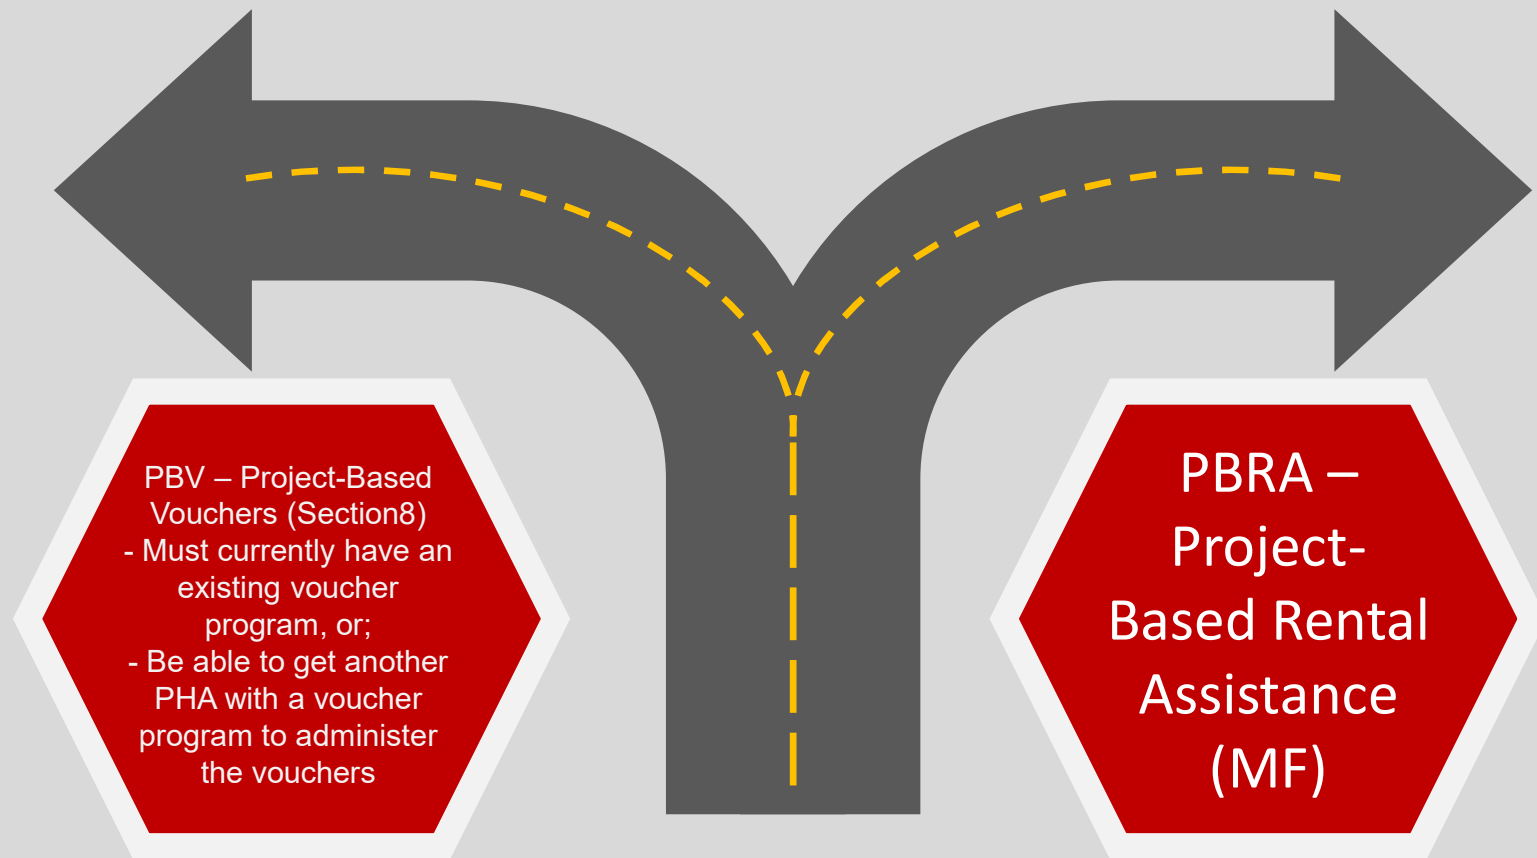 PBV – Project-Based
Vouchers (Section8)
- Must currently have an
existing voucher
program, or;
- Be able to get another
PHA with a voucher
program to administer
the vouchers
PBRA –
Project-
Based Rental
Assistance
(MF)